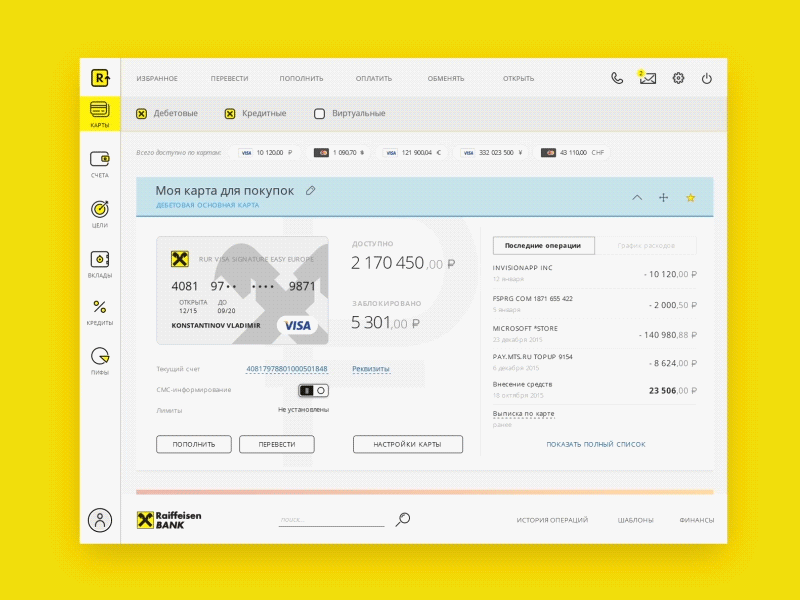 R
ИЗБРАННОЕ ПЕРЕВЕСТИ ПОПОЛНИТЬ ОПЛАТИТЬ ОБМЕНЯТЬ ОТКРЫТЬ
2
КАРТЫ
Дебетовые Кредитные Виртуальные
Всего доступно по картам: VISA 10 120,00 ₽ 1 090,70 $ VISA 121 900,04 € VISA 332 023 500 ¥ 43 110,00 CHF
СЧЕТА
Моя карта для покупок
ДЕБЕТОВАЯ ОСНОВНАЯ КАРТА
ЦЕЛИ
ВКЛАДЫ
КРЕДИТЫ
ПИФЫ
RUR VISA SIGNATURE EASY EUROPE
4081 97•• •••• 9871
ОТКРЫТА ДО
12/15 09/20
KONSTANTINOV VLADIMIR VISA
ДОСТУПНО
2 170 450,00 ₽
ЗАБЛОКИРОВАНО
5 301,00 ₽
Текущий счет 40817978801000501848 Реквизиты
СМС-информирование
Лимиты Не установлены
ПОПОЛНИТЬ ПЕРЕВЕСТИ НАСТРОЙКИ КАРТЫ
Последние операции График расходов
INVISIONAPP INC - 10 120,00 ₽
12 января
FSPRG COM 1871 655 422 - 2 000,50 ₽
5 января
MICROSOFT *STORE - 140 980,88 ₽
23 декабря 2015
PAY.MTS.RU TOPUP 9154 - 8 624,00 ₽
6 декабря 2015
Внесение средств 23 506,00 ₽
18 октября 2015
Выписка по карте
ранее
ПОКАЗАТЬ ПОЛНЫЙ СПИСОК
Raiffeisen
BANK
поиск...
ИСТОРИЯ ОПЕРАЦИЙ ШАБЛОНЫ ФИНАНСЫ